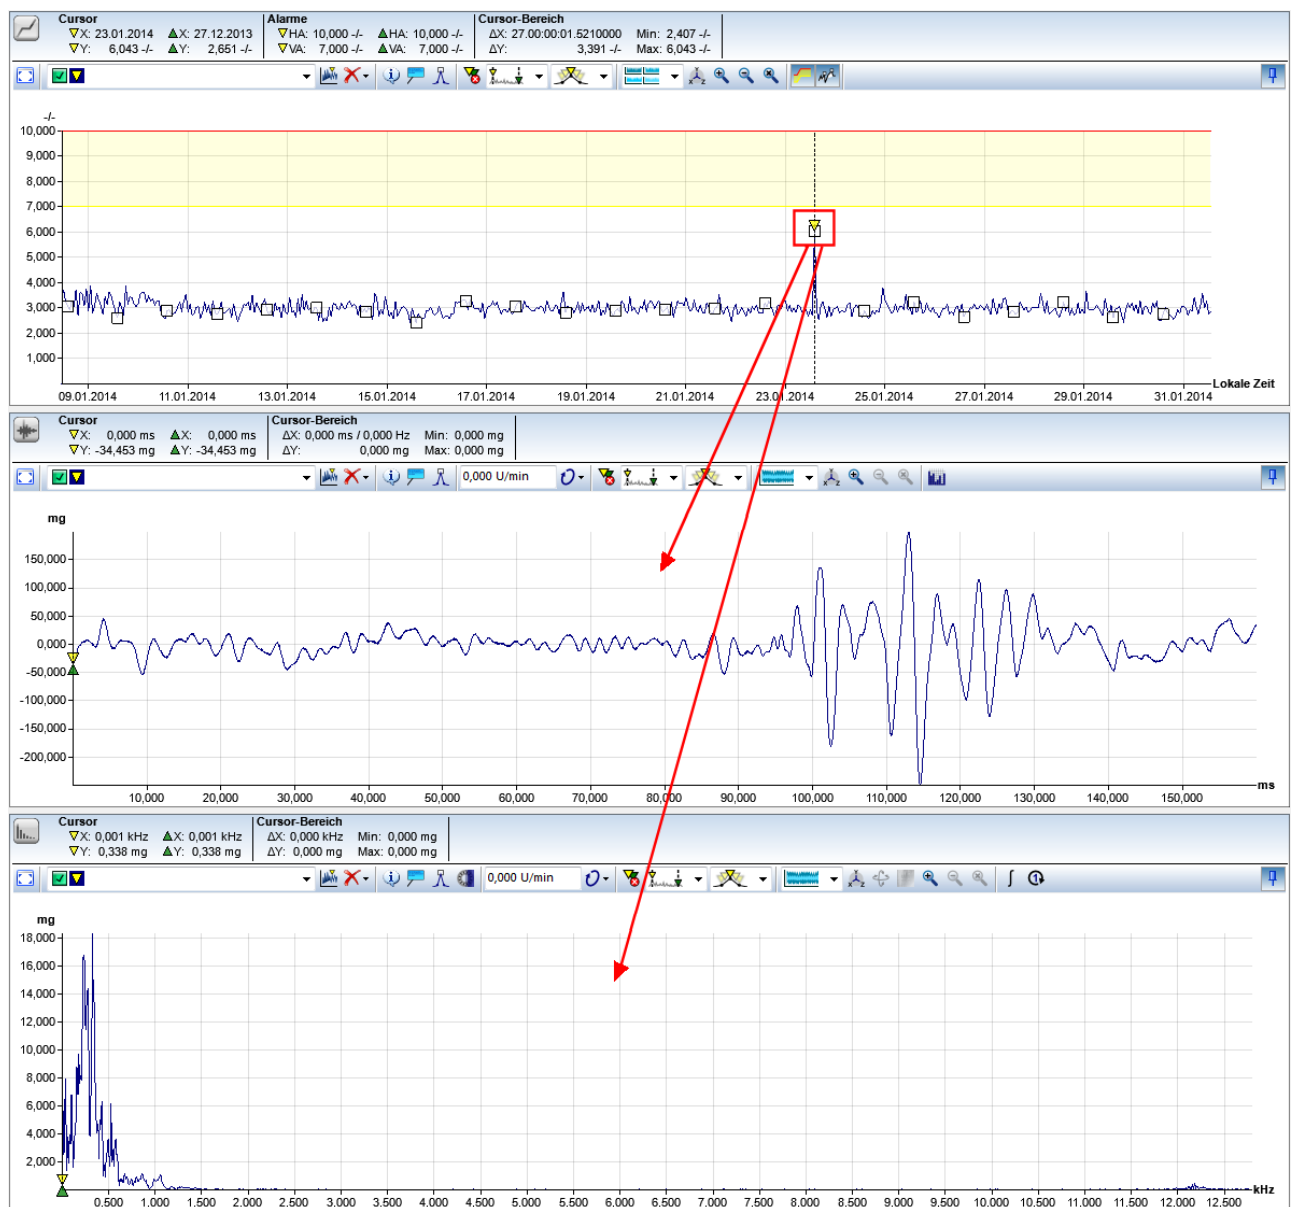 Cursor Alarme Cursor-Bereich
X: 23.01.2014 X: 27.12.2013 HA: 10,000 -/- HA: 10,000 -/- ΔX: 27.00:00:01.5210000 Min: 2,407 -/-
Y: 6,043 -/- Y: 2,651 -/- VA: 7,000 -/- VA: 7,000 -/- ΔY: 3,391 -/- Max: 6,043 -/-
-/-
10,000
9,000
8,000
7,000
6,000
5,000
4,000
3,000
2,000
1,000
Lokale Zeit
09.01.2014 11.01.2014 13.01.2014 15.01.2014 17.01.2014 19.01.2014 21.01.2014 23.01.2014 25.01.2014 27.01.2014 29.01.2014 31.01.2014
Cursor Cursor-Bereich
X: 0,000 ms X: 0,000 ms ΔX: 0,000 ms / 0,000 Hz Min: 0,000 mg
Y: -34,453 mg Y: -34,453 mg ΔY: 0,000 mg Max: 0,000 mg
0,000 U/min
mg
150,000
100,000
50,000
0,000
-50,000
-100,000
-150,000
-200,000
ms
10,000 20,000 30,000 40,000 50,000 60,000 70,000 80,000 90,000 100,000 110,000 120,000 130,000 140,000 150,000
Cursor Cursor-Bereich
X: 0,001 kHz X: 0,001 kHz ΔX: 0,000 kHz Min: 0,000 mg
Y: 0,338 mg Y: 0,338 mg ΔY: 0,000 mg Max: 0,000 mg
0,000 U/min
mg
18,000
16,000
14,000
12,000
10,000
8,000
6,000
4,000
2,000
kHz
0,500 1,000 1,500 2,000 2,500 3,000 3,500 4,000 4,500 5,000 5,500 6,000 6,500 7,000 7,500 8,000 8,500 9,000 9,500 10,000 10,500 11,000 11,500 12,000 12,500